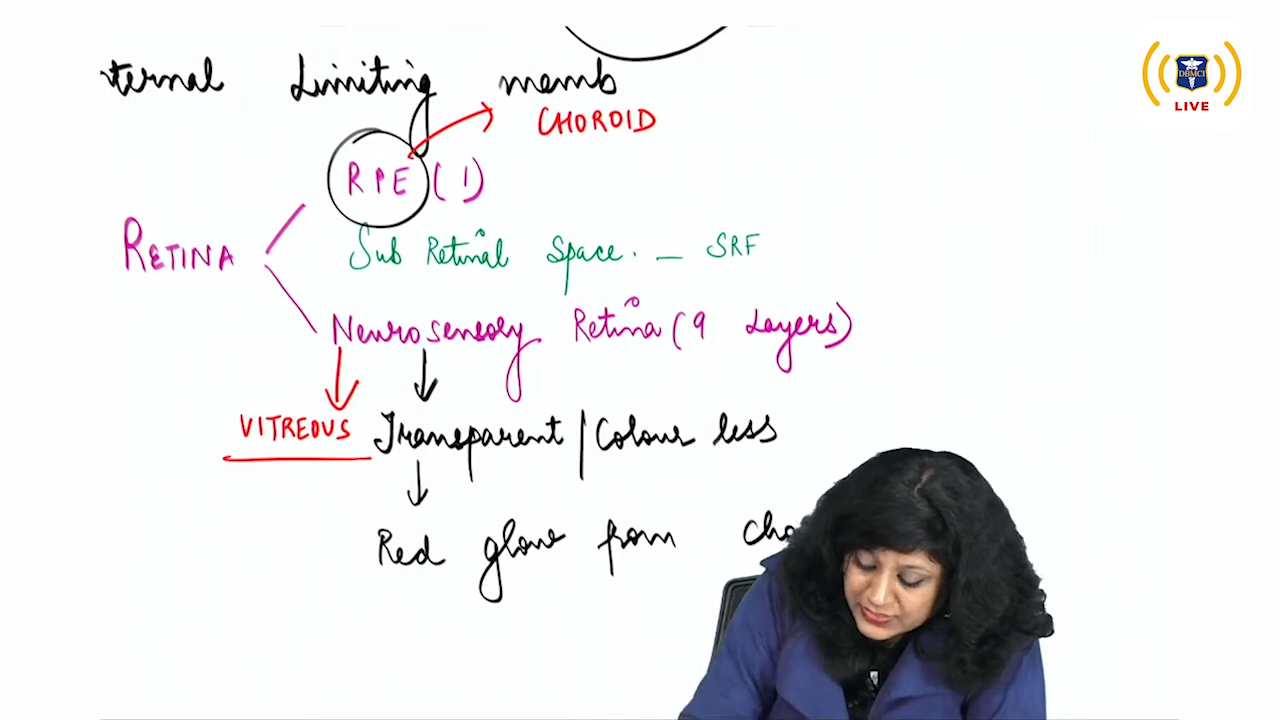 Limiting memb
CHOROID
RPE (1)
RETINA
Sub Retinal Space. - SRF
Neurosensory Retina (9 Layers)
VITREOUS Transparent / Colour less
Red glow from
DBMCI
LIVE